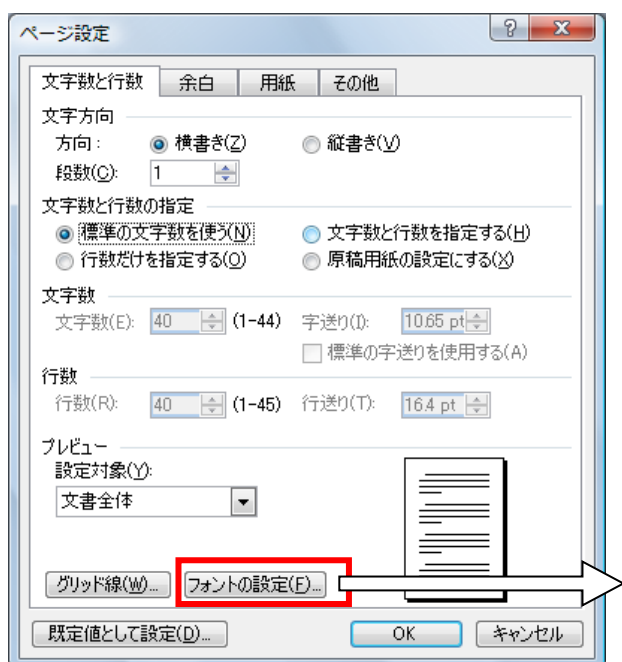 ページ設定
文字数と行数 余白 用紙 その他
文字方向
方向: 横書き(Z) 縦書き(V)
段数(C): 1
文字数と行数の指定
標準の文字数を使う(N) 文字数と行数を指定する(H)
行数だけを指定する(O) 原稿用紙の設定にする(X)
文字数
文字数(E): 40 (1-44) 字送り(I): 10.65 pt
標準の字送りを使用する(A)
行数
行数(R): 40 (1-45) 行送り(T): 16.4 pt
プレビュー
設定対象(Y):
文書全体
グリッド線(W)... フォントの設定(F)...
既定値として設定(D)... OK キャンセル